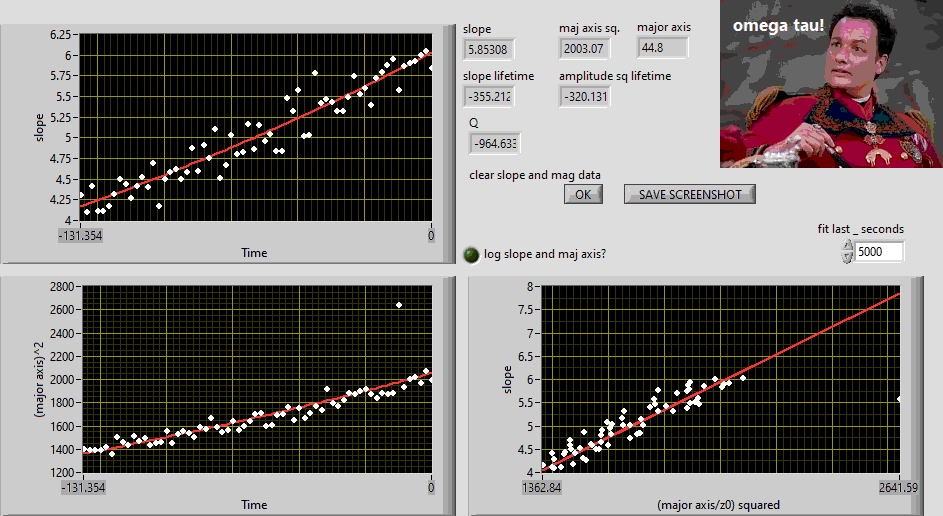 slope
maj axis sq.
major axis
5.85308
2003.07
44.8
slope lifetime
amplitude sq lifetime
-355.212
-320.131
Q
-964.633
clear slope and mag data
OK
SAVE SCREENSHOT
fit last _ seconds
5000
log slope and maj axis?
omega tau!
6.25
6
5.75
5.5
5.25
5
4.75
4.5
4.25
4
slope
-131.354
0
Time
2800
2600
2400
2200
2000
1800
1600
1400
1200
(major axis)^2
-131.354
0
Time
8
7.5
7
6.5
6
5.5
5
4.5
4
slope
1362.84
2641.59
(major axis/z0) squared